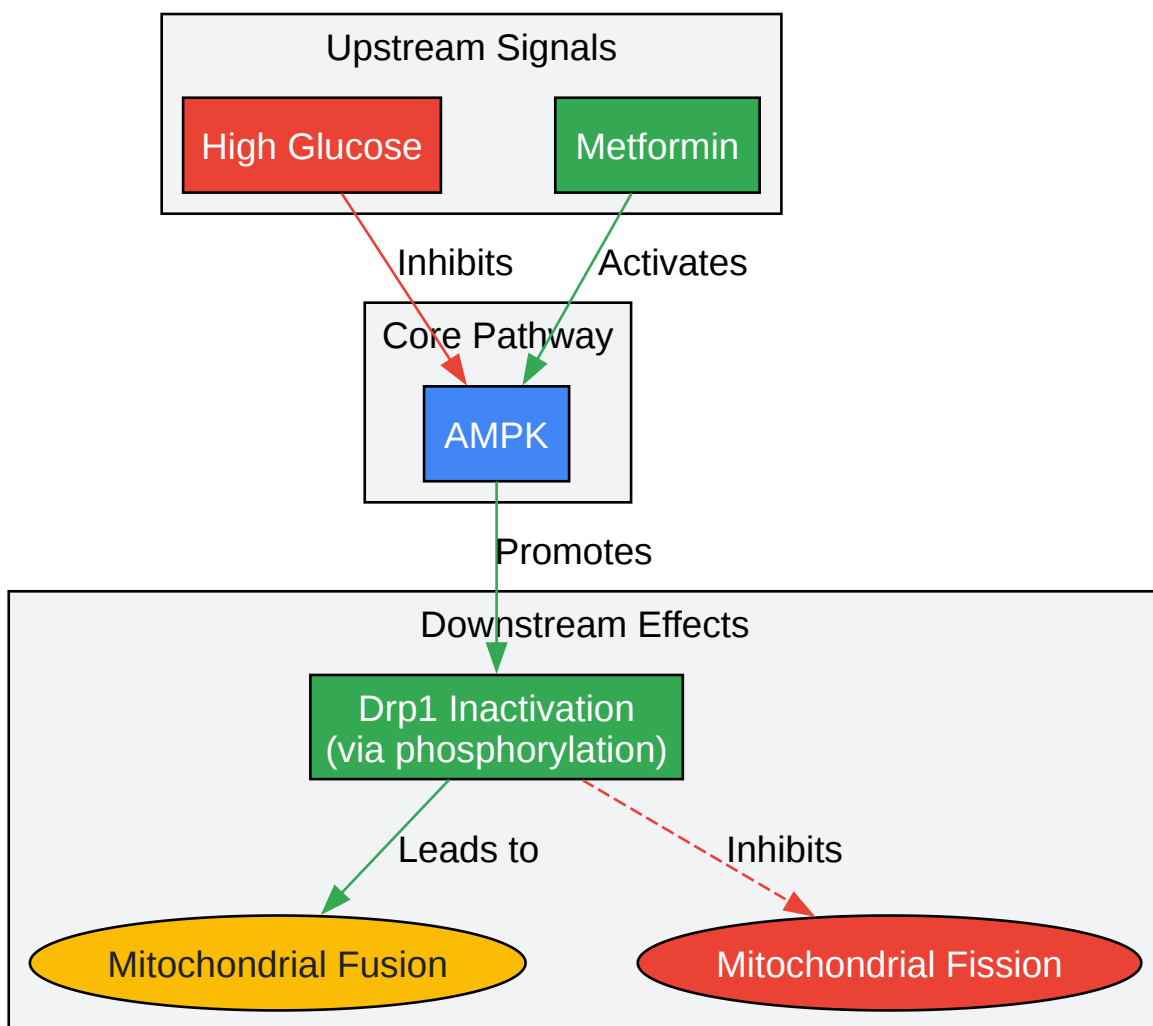 Upstream Signals
High Glucose
Metformin
Inhibits
Activates
Core Pathway
AMPK
Promotes
Downstream Effects
Drp1 Inactivation
(via phosphorylation)
Leads to
Inhibits
Mitochondrial Fusion
Mitochondrial Fission